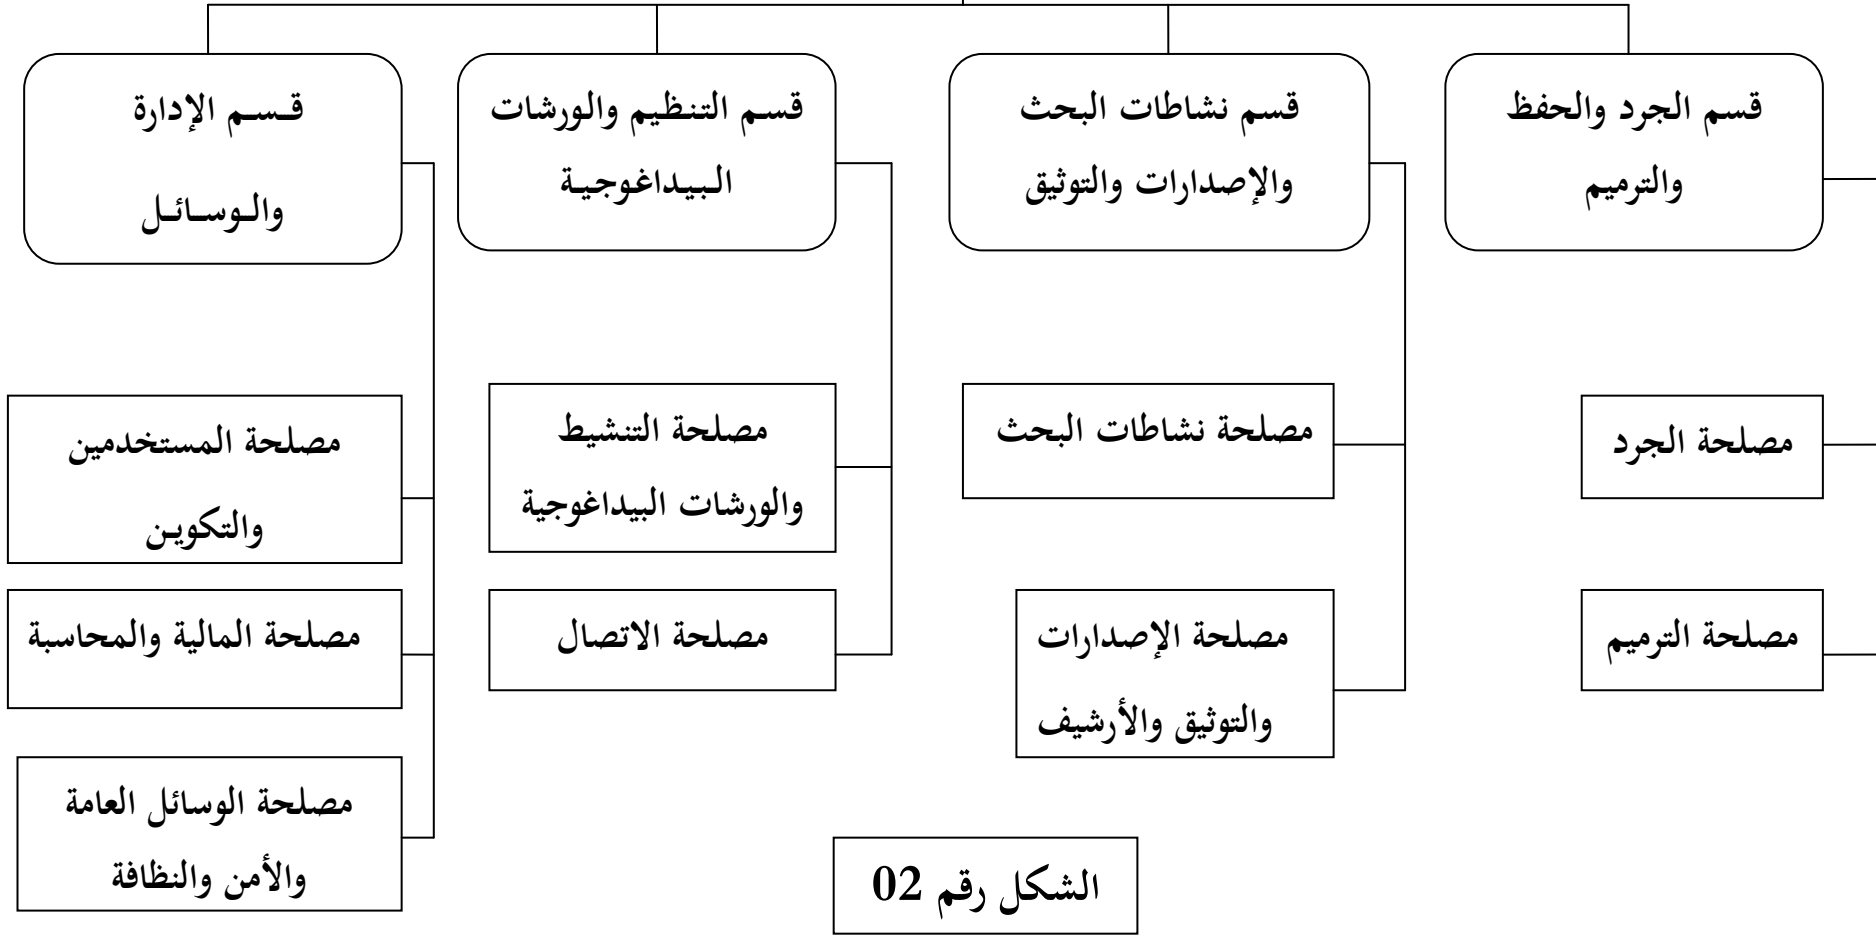 قسم الجرد والحفظ
والترميم
قسم نشاطات البحث
والإصدارات والتوثيق
قسم التنظيم والورشات
البيداغوجية
قسم الإدارة
والوسائل
مصلحة الجرد
مصلحة الترميم
مصلحة نشاطات البحث
مصلحة الإصدارات
والتوثيق والأرشيف
مصلحة التنشيط
والورشات البيداغوجية
مصلحة الاتصال
مصلحة المستخدمين
والتكوين
مصلحة المالية والمحاسبة
مصلحة الوسائل العامة
والأمن والنظافة
الشكل رقم 02